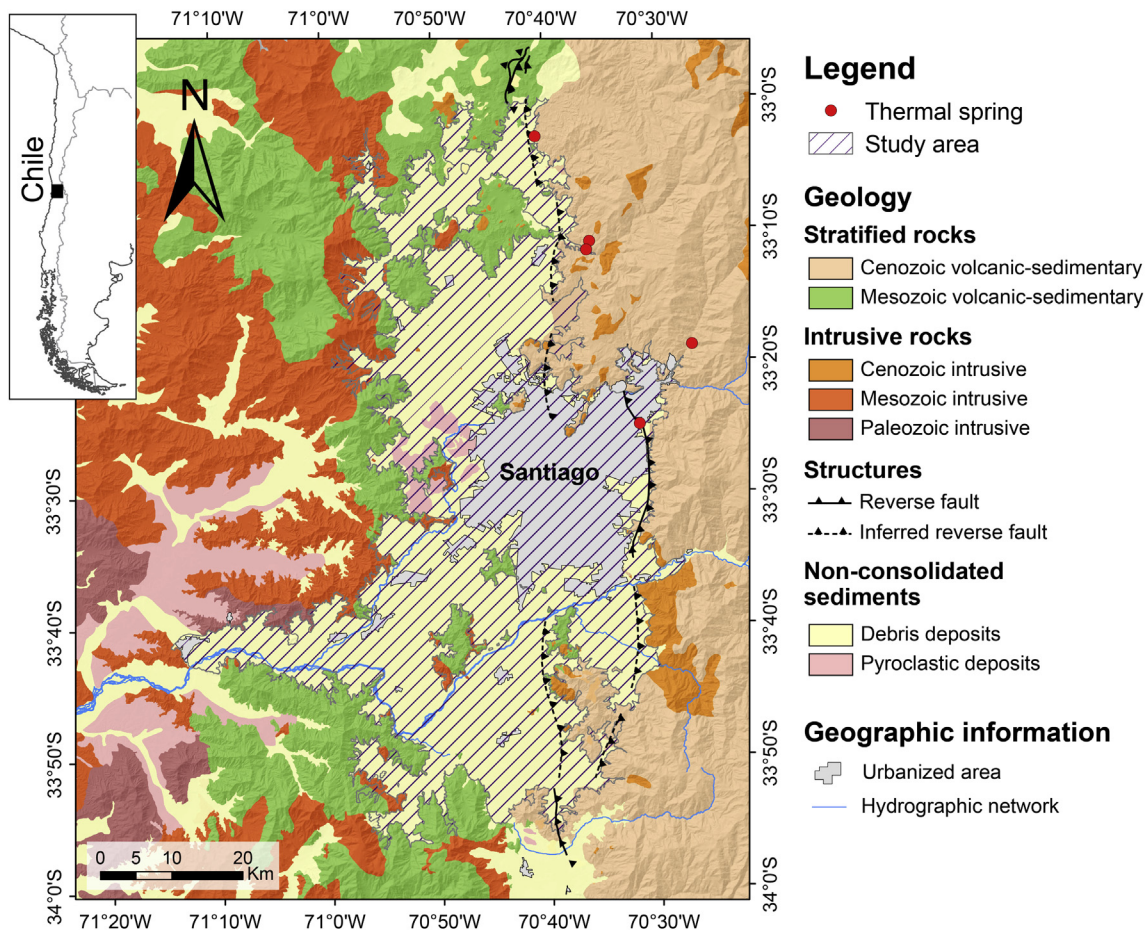 71°10'W 71°0'W 70°50'W 70°40'W 70°30'W
Chile
N
33°0'S
33°10'S
33°20'S
33°30'S
33°40'S
33°50'S
34°0'S
33°30'S
33°40'S
33°50'S
34°0'S
Santiago
0 5 10 20
Km
71°20'W 71°10'W 71°0'W 70°50'W 70°40'W 70°30'W
Legend
Thermal spring
Study area
Geology
Stratified rocks
Cenozoic volcanic-sedimentary
Mesozoic volcanic-sedimentary
Intrusive rocks
Cenozoic intrusive
Mesozoic intrusive
Paleozoic intrusive
Structures
Reverse fault
Inferred reverse fault
Non-consolidated
sediments
Debris deposits
Pyroclastic deposits
Geographic information
Urbanized area
Hydrographic network